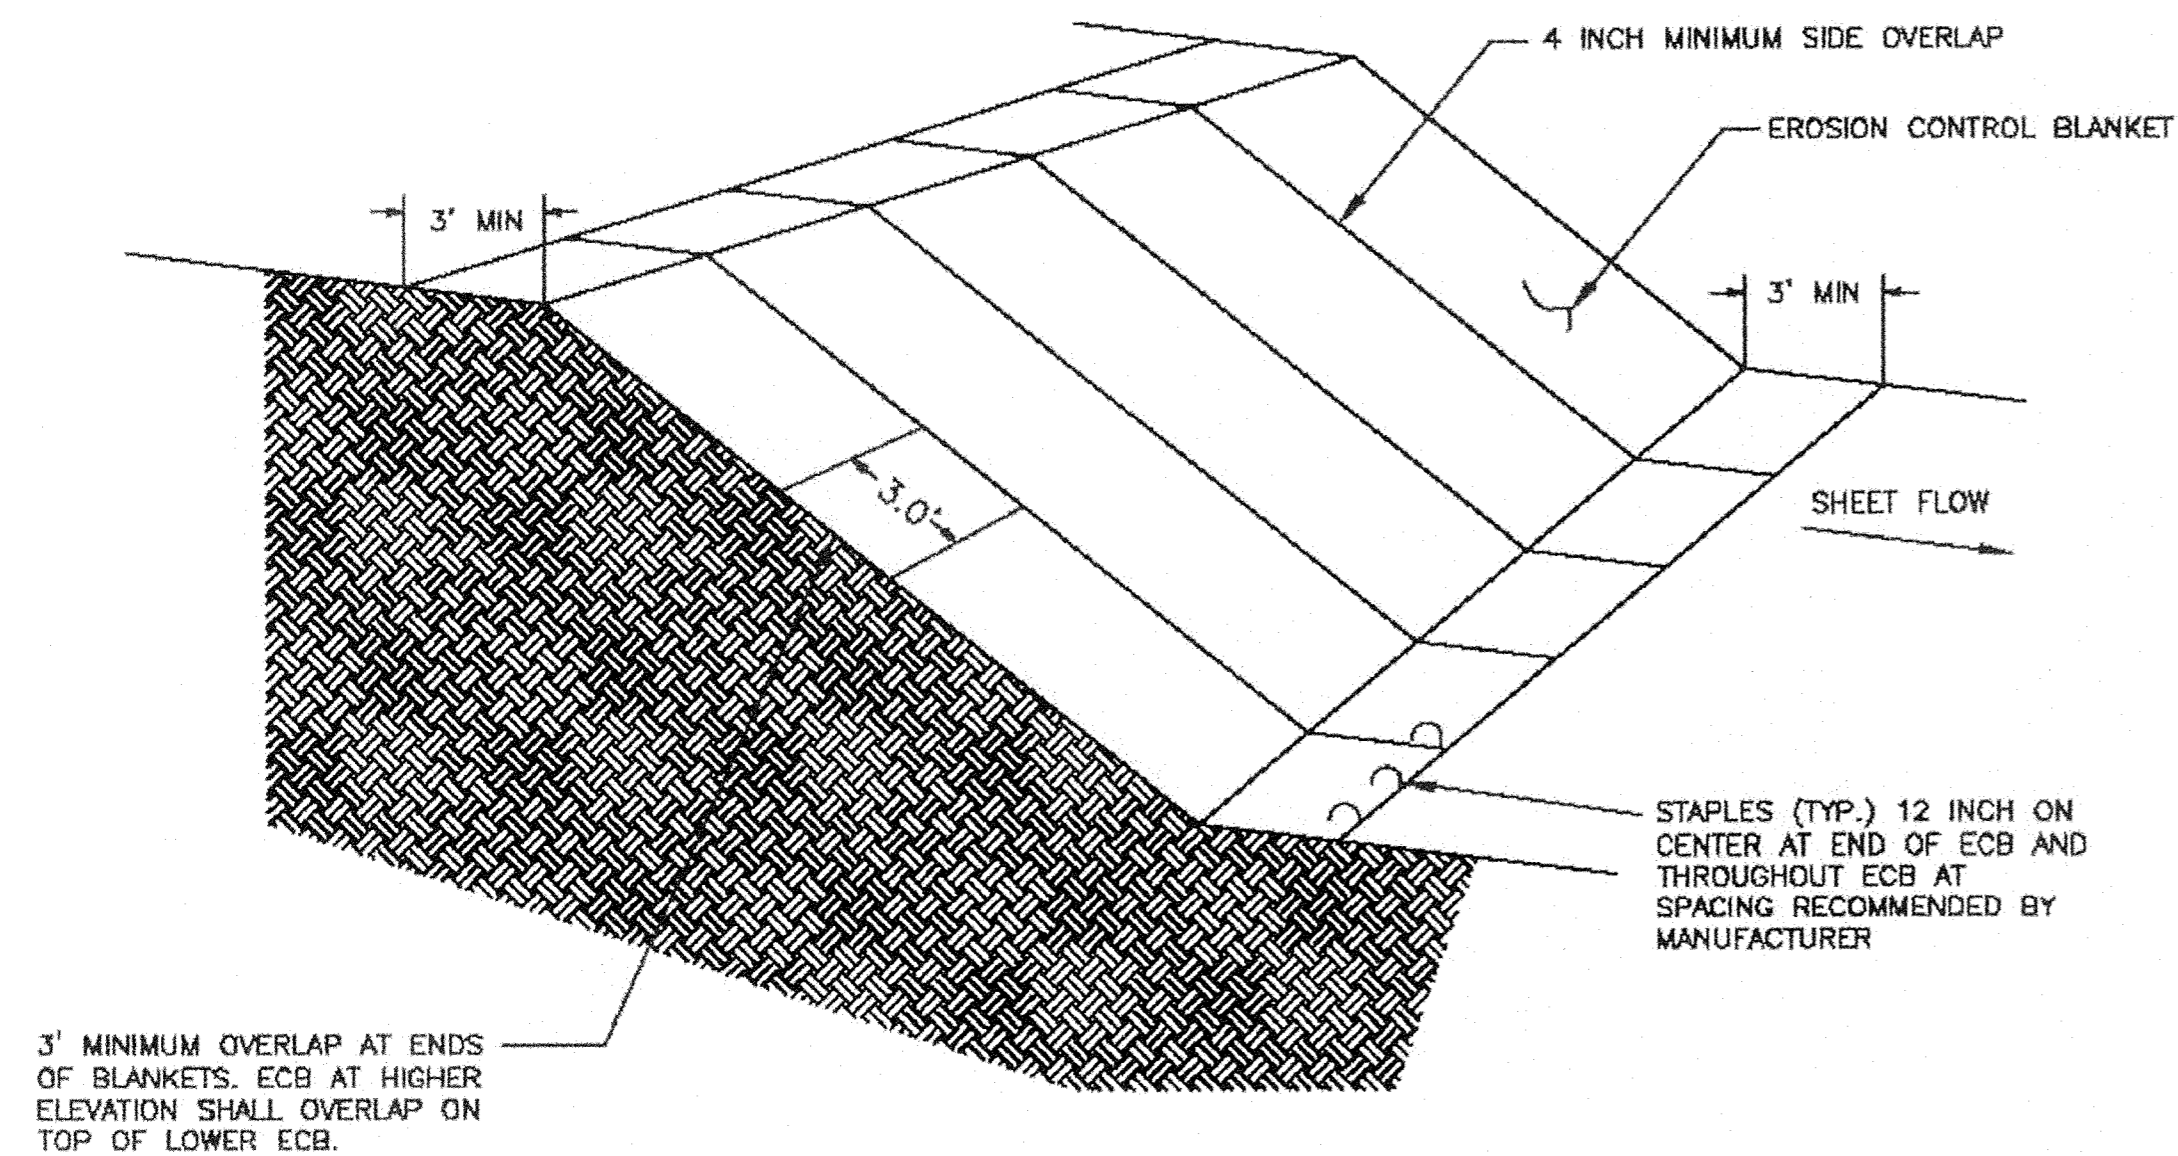 4 INCH MINIMUM SIDE OVERLAP
EROSION CONTROL BLANKET
3' MIN
3' MIN
3.0'
SHEET FLOW
STAPLES (TYP.) 12 INCH ON
CENTER AT END OF ECB AND
THROUGHOUT ECB AT
SPACING RECOMMENDED BY
MANUFACTURER
3' MINIMUM OVERLAP AT ENDS
OF BLANKETS. ECB AT HIGHER
ELEVATION SHALL OVERLAP ON
TOP OF LOWER ECB.